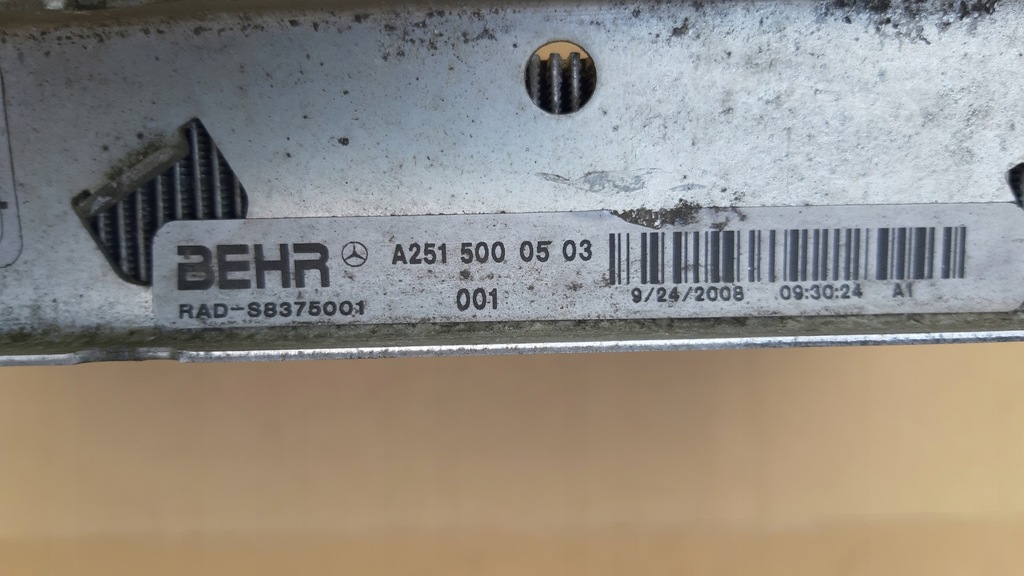 BEHR A251 500 05 03
RAD-S8375001 001
9/24/2008 09:30:24 A1